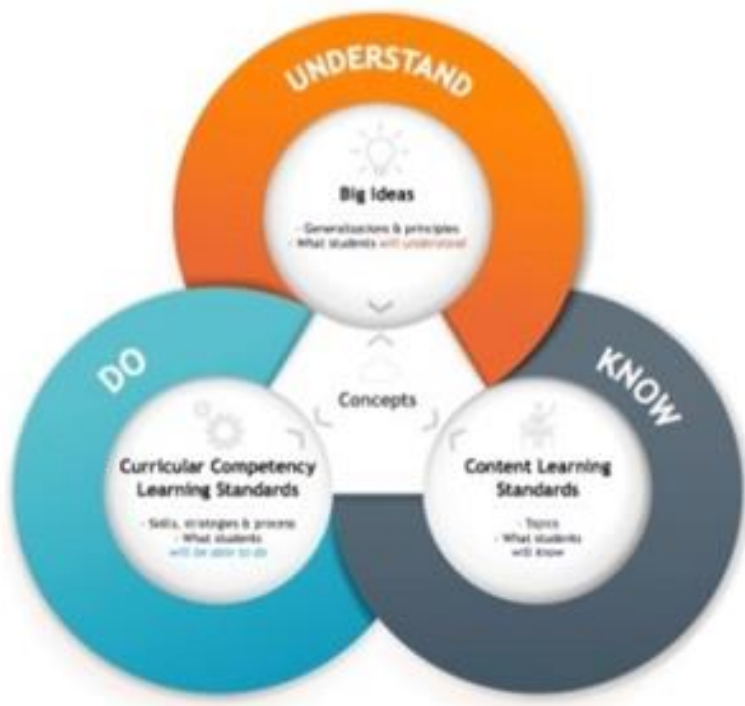 UNDERSTAND
Big Ideas
- Generalizations & principles
- What students will understand
DO
Concepts
KNOW
Curricular Competency
Learning Standards
- Skills, strategies & process
- What students
will be able to do
Content Learning
Standards
- Topics
- What students
will know